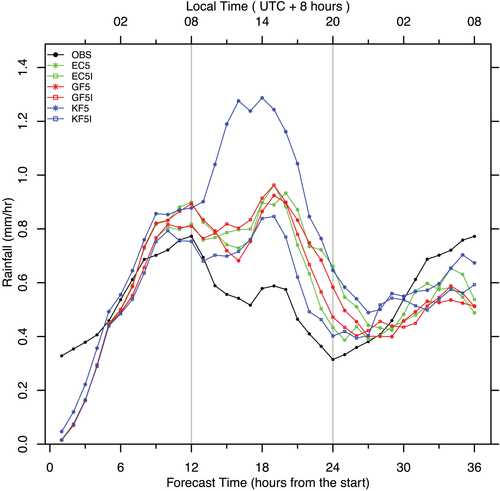 Local Time ( UTC + 8 hours )
02 08 14 20 02 08
OBS
EC5
EC5I
GF5
GF5I
KF5
KF5I
Rainfall (mm/hr)
1.4
1.2
1.0
0.8
0.6
0.4
0.2
0.0
0 6 12 18 24 30 36
Forecast Time (hours from the start)